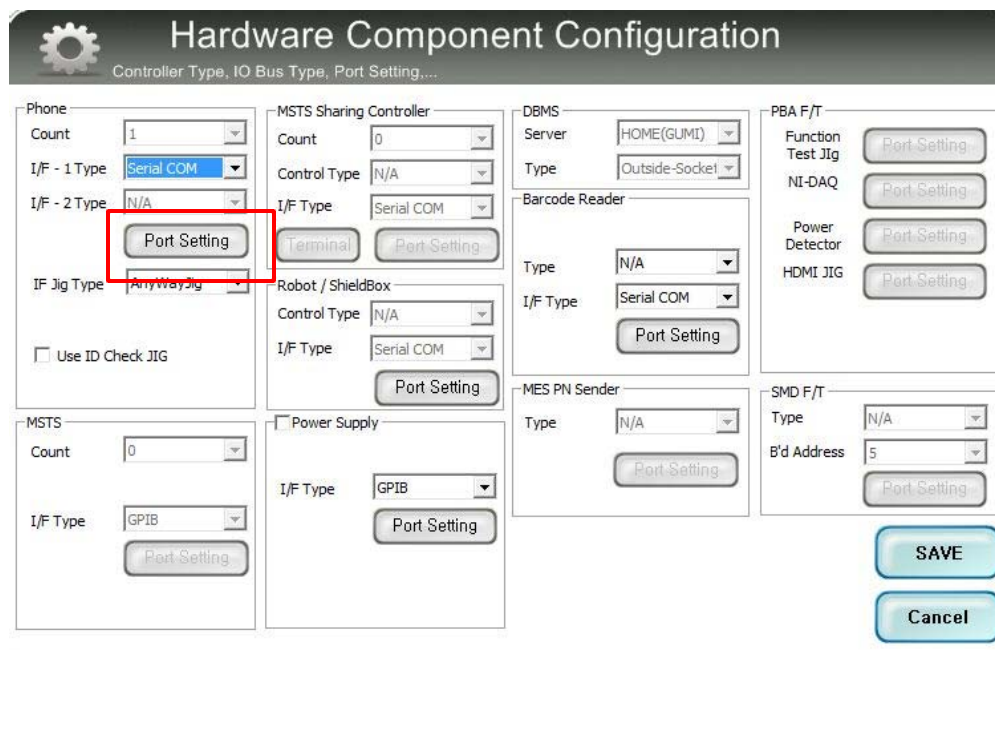 Hardware Component Configuration
Controller Type, IO Bus Type, Port Setting,...
Phone
Count 1
I/F - 1 Type Serial COM
I/F - 2 Type N/A
Port Setting
IF Jig Type AnyWayJig
Use ID Check JIG
MSTS
Count 0
I/F Type GPIB
Port Setting
MSTS Sharing Controller
Count 0
Control Type N/A
I/F Type Serial COM
Terminal Port Setting
Robot / ShieldBox
Control Type N/A
I/F Type Serial COM
Port Setting
Power Supply
I/F Type GPIB
Port Setting
DBMS
Server HOME(GUMI)
Type Outside-Socket
Barcode Reader
Type N/A
I/F Type Serial COM
Port Setting
MES PN Sender
Type N/A
Port Setting
PBA F/T
Function
Test JIg Port Setting
NI-DAQ Port Setting
Power
Detector Port Setting
HDMI JIG Port Setting
SMD F/T
Type N/A
B'd Address 5
Port Setting
SAVE
Cancel